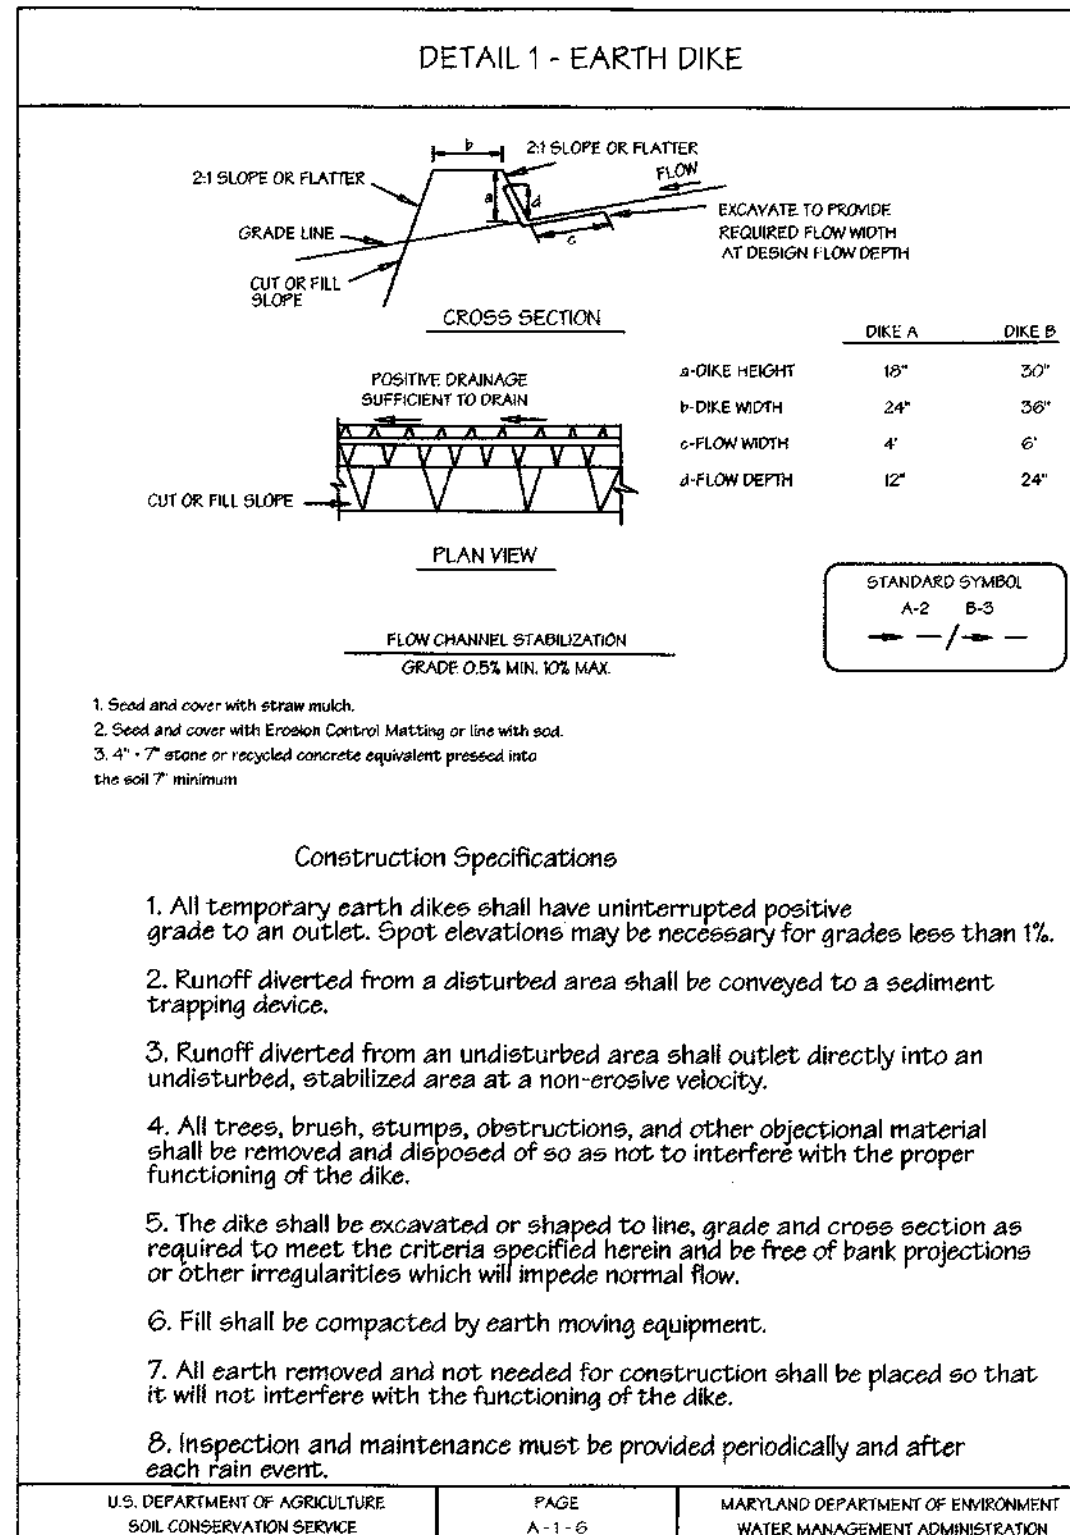 DETAIL 1 - EARTH DIKE
b
2:1 SLOPE OR FLATTER
2:1 SLOPE OR FLATTER
FLOW
a
d
GRADE LINE
c
EXCAVATE TO PROVIDE
REQUIRED FLOW WIDTH
AT DESIGN FLOW DEPTH
CUT OR FILL
SLOPE
CROSS SECTION
DIKE A DIKE B
a-DIKE HEIGHT 18" 30"
b-DIKE WIDTH 24" 36"
c-FLOW WIDTH 4' 6'
d-FLOW DEPTH 12" 24"
POSITIVE DRAINAGE
SUFFICIENT TO DRAIN
CUT OR FILL SLOPE
PLAN VIEW
STANDARD SYMBOL
A-2 B-3
FLOW CHANNEL STABILIZATION
GRADE 0.5% MIN. 10% MAX.
1. Seed and cover with straw mulch.
2. Seed and cover with Erosion Control Matting or line with sod.
3. 4" - 7" stone or recycled concrete equivalent pressed into
the soil 7" minimum
Construction Specifications
1. All temporary earth dikes shall have uninterrupted positive
grade to an outlet. Spot elevations may be necessary for grades less than 1%.
2. Runoff diverted from a disturbed area shall be conveyed to a sediment
trapping device.
3. Runoff diverted from an undisturbed area shall outlet directly into an
undisturbed, stabilized area at a non-erosive velocity.
4. All trees, brush, stumps, obstructions, and other objectional material
shall be removed and disposed of so as not to interfere with the proper
functioning of the dike.
5. The dike shall be excavated or shaped to line, grade and cross section as
required to meet the criteria specified herein and be free of bank projections
or other irregularities which will impede normal flow.
6. Fill shall be compacted by earth moving equipment.
7. All earth removed and not needed for construction shall be placed so that
it will not interfere with the functioning of the dike.
8. Inspection and maintenance must be provided periodically and after
each rain event.
U.S. DEPARTMENT OF AGRICULTURE
SOIL CONSERVATION SERVICE
PAGE
A-1-6
MARYLAND DEPARTMENT OF ENVIRONMENT
WATER MANAGEMENT ADMINISTRATION